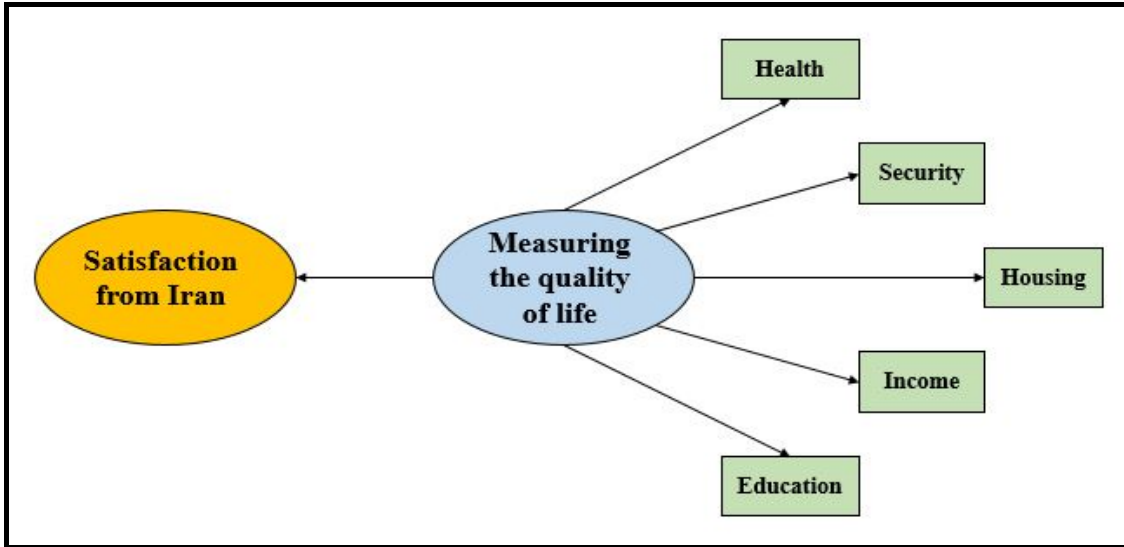 Health
Security
Measuring
the quality
of life
Satisfaction
from Iran
Housing
Income
Education